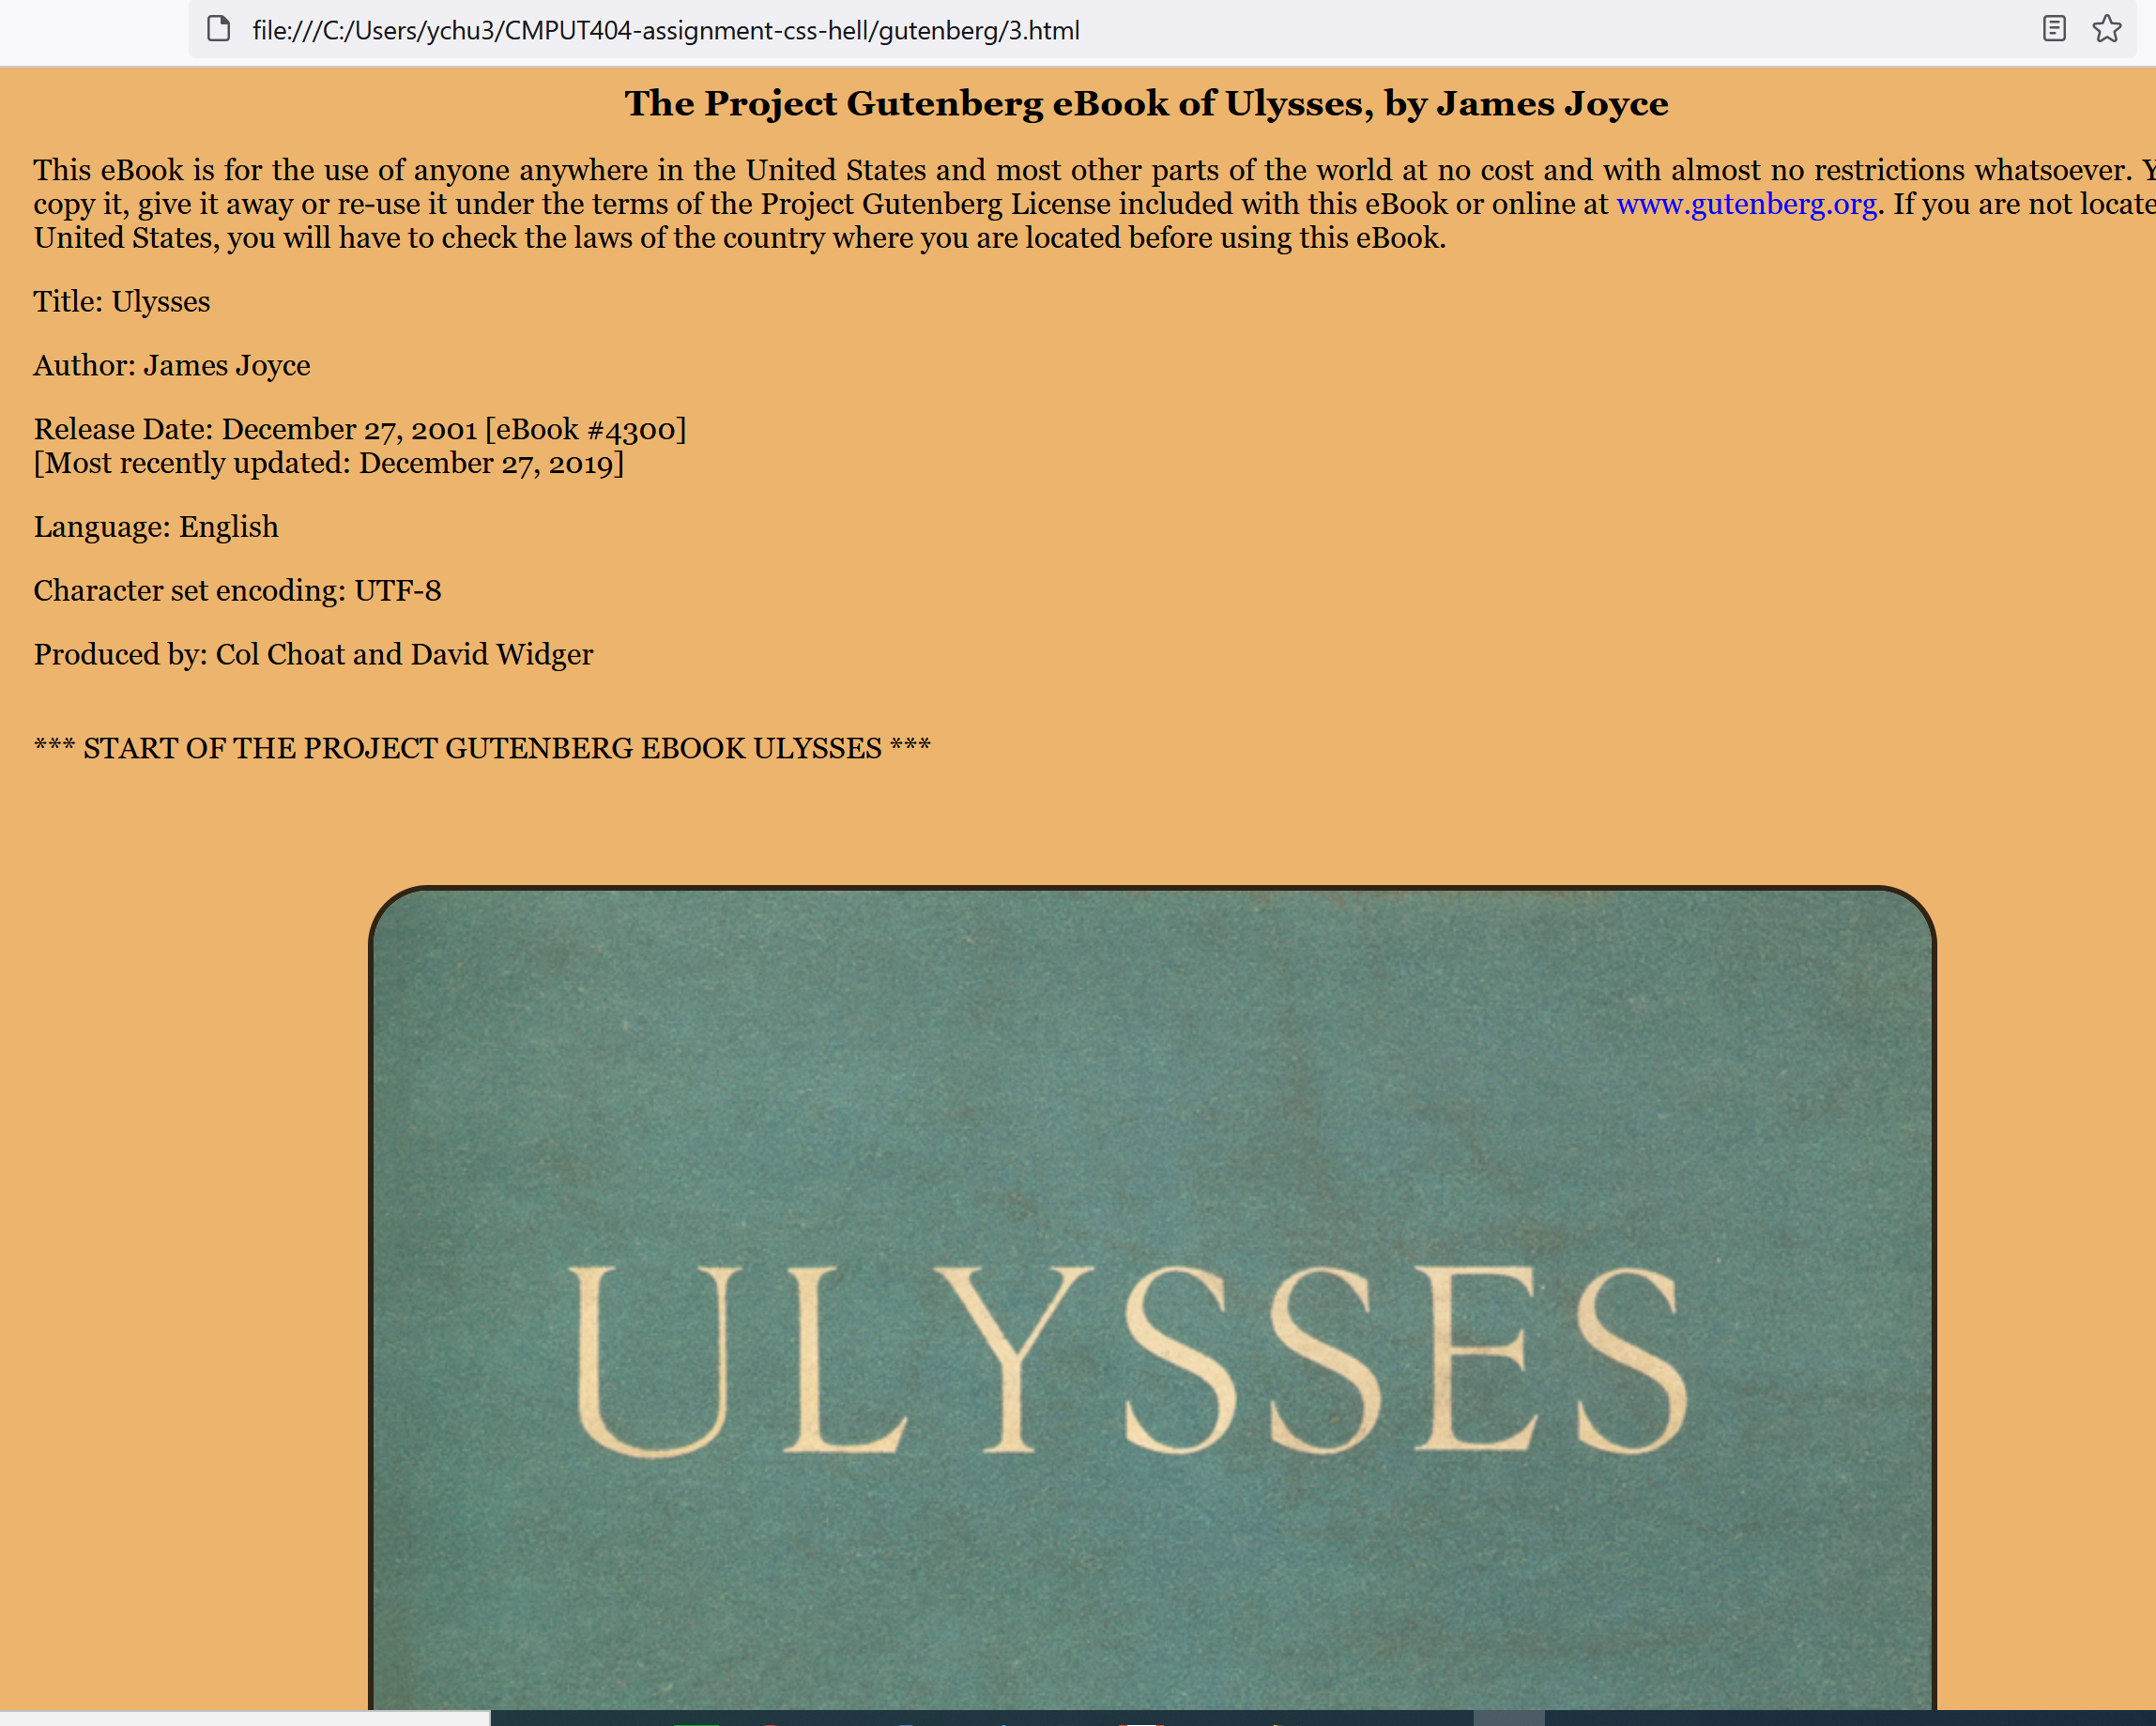 file:///C:/Users/ychu3/CMPUT404-assignment-css-hell/gutenberg/3.html
The Project Gutenberg eBook of Ulysses, by James Joyce
This eBook is for the use of anyone anywhere in the United States and most other parts of the world at no cost and with almost no restrictions whatsoever.
copy it, give it away or re-use it under the terms of the Project Gutenberg License included with this eBook or online at www.gutenberg.org. If you are not
United States, you will have to check the laws of the country where you are located before using this eBook.
Title: Ulysses
Author: James Joyce
Release Date: December 27, 2001 [eBook #4300]
[Most recently updated: December 27, 2019]
Language: English
Character set encoding: UTF-8
Produced by: Col Choat and David Widger
*** START OF THE PROJECT GUTENBERG EBOOK ULYSSES ***
ULYSSES